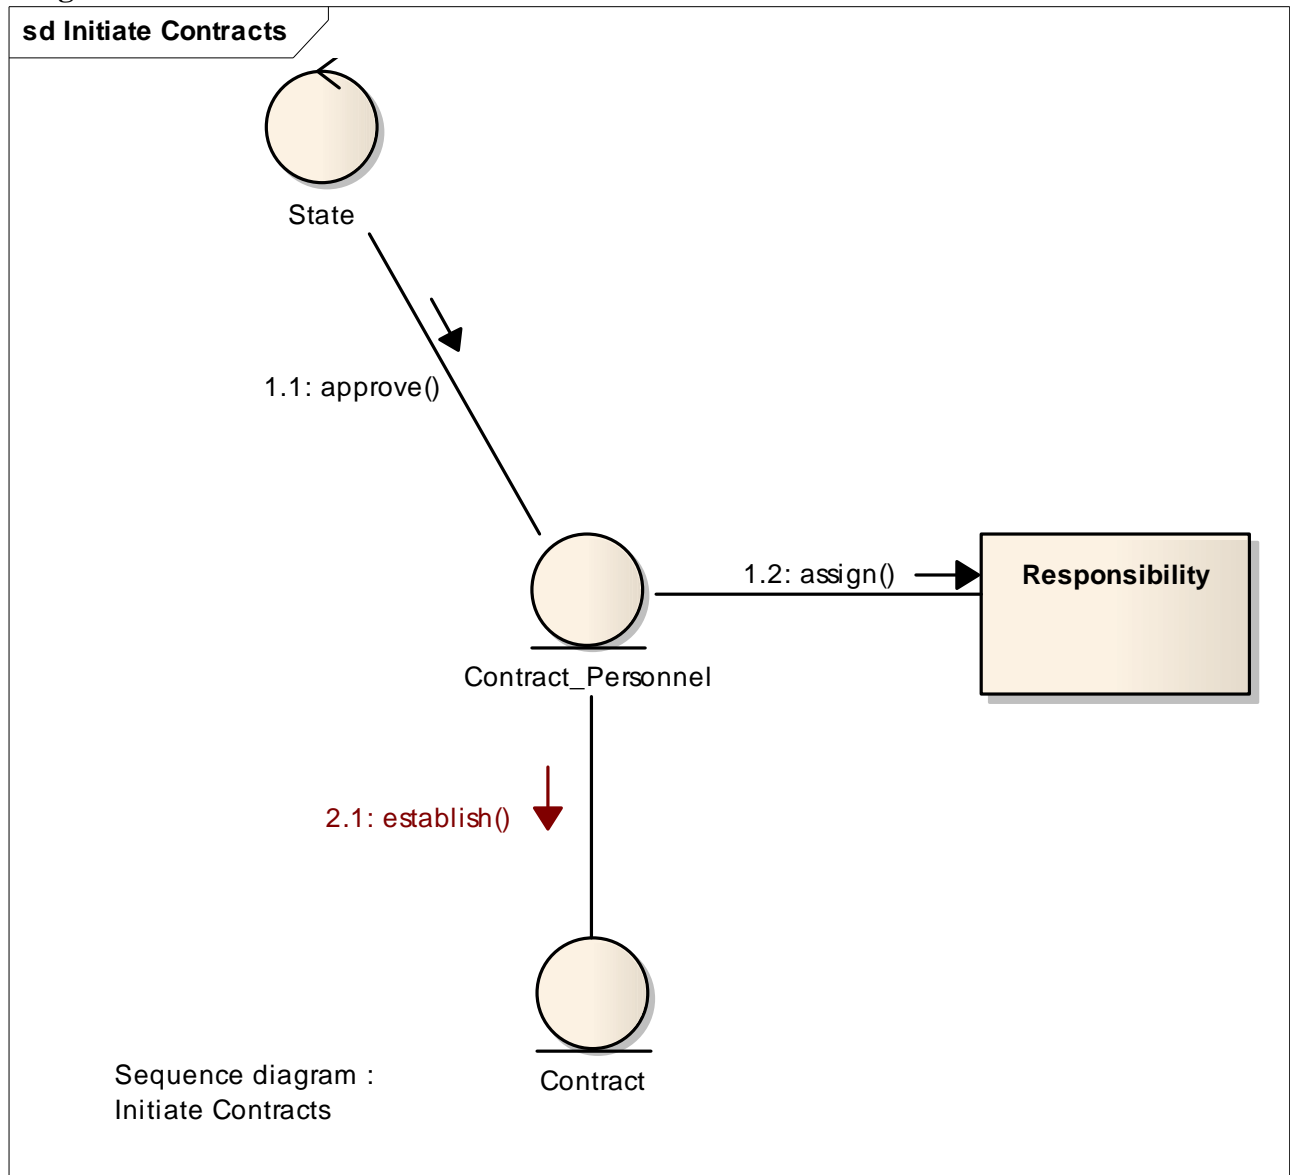 sd Initiate Contracts
State
1.1: approve()
1.2: assign()
Responsibility
Contract_Personnel
2.1: establish()
Sequence diagram :
Initiate Contracts
Contract